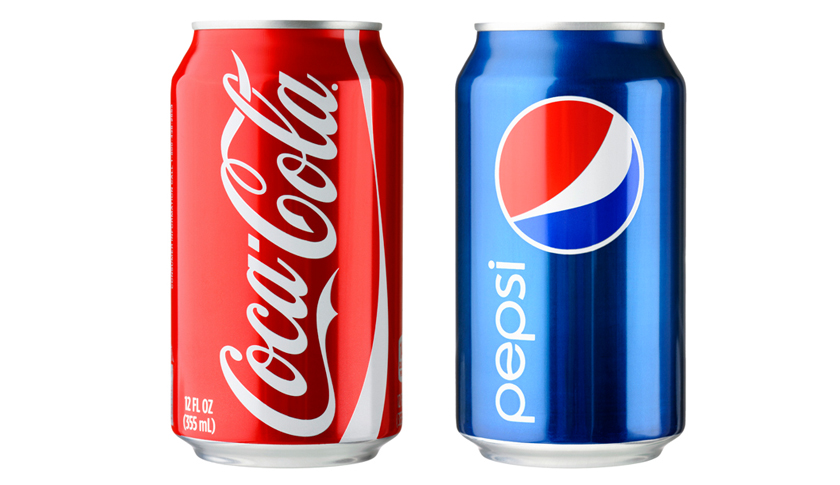 Coca-Cola
12 FL OZ
(355 mL)
pepsi